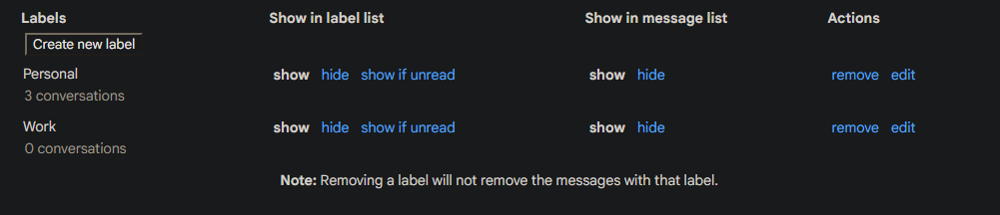 Labels Show in label list Show in message list Actions
Create new label
Personal show hide show if unread show hide remove edit
3 conversations
Work show hide show if unread show hide remove edit
0 conversations
Note: Removing a label will not remove the messages with that label.